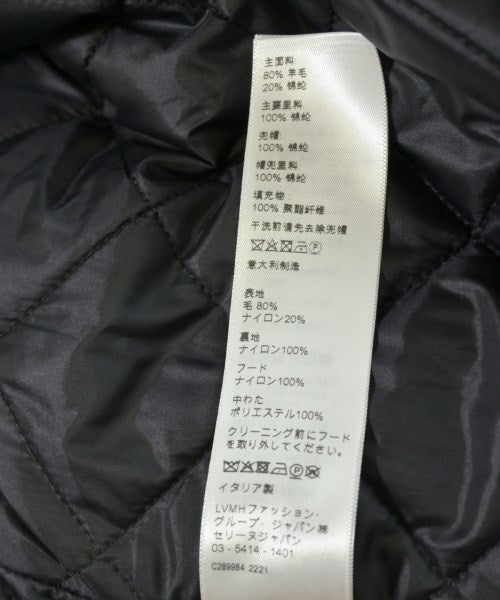 主面料
80% 羊毛
20% 锦纶
主要里料
100% 锦纶
兜帽:
100% 锦纶
帽兜里料
100% 锦纶
填充物:
100% 聚酯纤维
干洗前请先去除兜帽
P
意大利制造
表地
毛 80%
ナイロン20%
裏地
ナイロン100%
フード
ナイロン100%
中わた
ポリエステル100%
クリーニング前にフード
を取り外してください。
P
イタリア製
LVMHファッション・
グループ・ジャパン㈱
セリーヌジャパン
03 - 5414 - 1401
C289984 2221